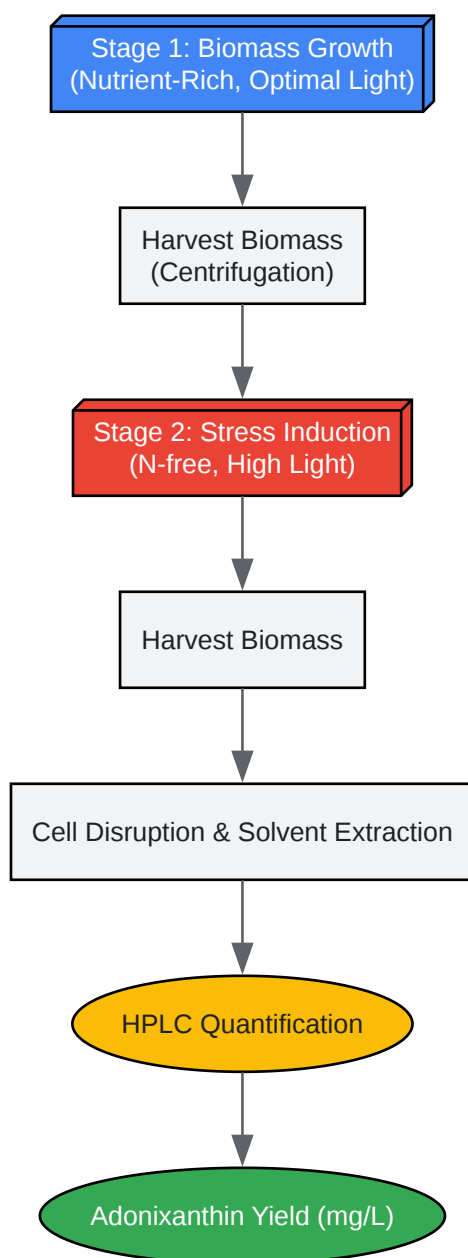 Stage 1: Biomass Growth
(Nutrient-Rich, Optimal Light)
Harvest Biomass
(Centrifugation)
Stage 2: Stress Induction
(N-free, High Light)
Harvest Biomass
Cell Disruption & Solvent Extraction
HPLC Quantification
Adonixanthin Yield (mg/L)